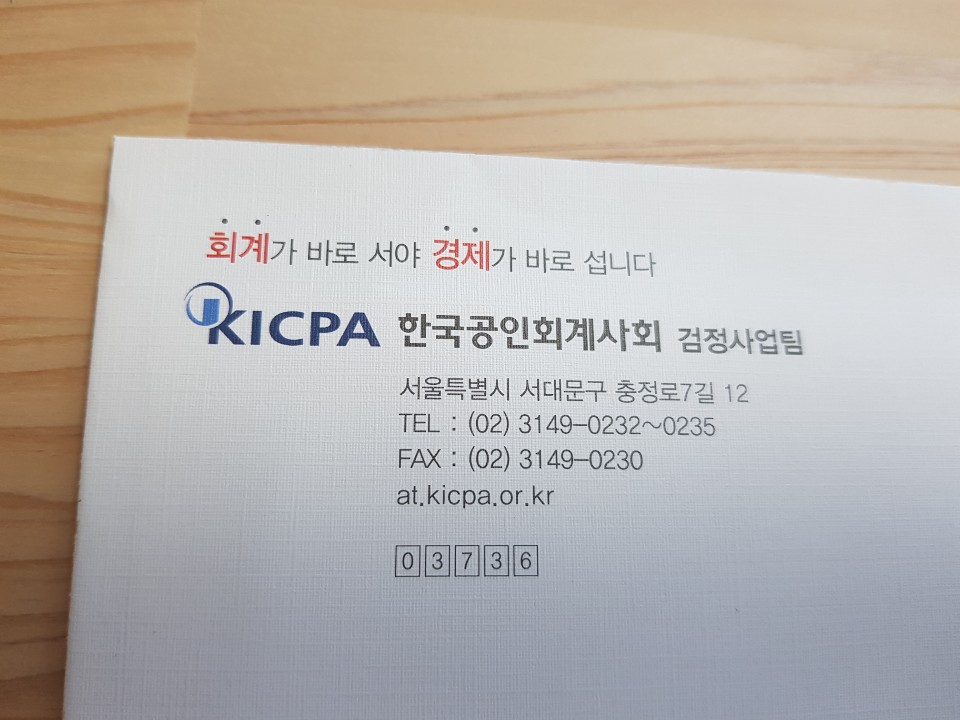 회계가 바로 서야 경제가 바로 섭니다
KICPA 한국공인회계사회 검정사업팀
서울특별시 서대문구 충정로7길 12
TEL : (02) 3149-0232~0235
FAX : (02) 3149-0230
at.kicpa.or.kr
03736